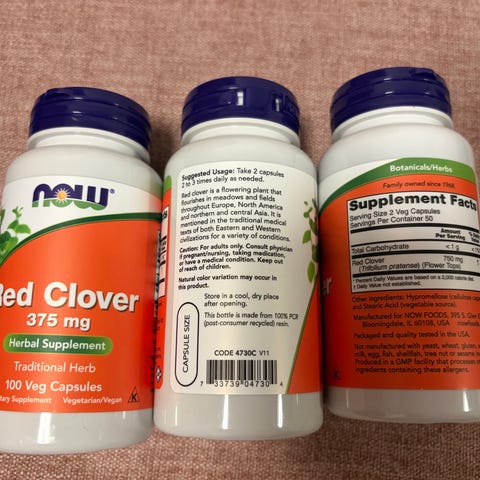 NOW
Red Clover
375 mg
Herbal Supplement
Traditional Herb
100 Veg Capsules
Dietary Supplement Vegetarian/Vegan
K
Suggested Usage: Take 2 capsules
2 to 3 times daily as needed.
Red clover is a flowering plant that
flourishes in meadows and fields
throughout Europe, North America
and northern and central Asia. It is
mentioned in the traditional medical
texts of both Eastern and Western
Civilizations for a variety of conditions.
Caution: For adults only. Consult physician
if pregnant/nursing, taking medication,
or have a medical condition. Keep out
of reach of children.
Natural color variation may occur in
this product.
Store in a cool, dry place
after opening.
This bottle is made from 100% PCR
(post-consumer recycled) resin.
CAPSULE SIZE
CODE 4730C V11
7 33739 04730 4
Botanicals/Herbs
Family owned since 1968.
Supplement Facts
Serving Size 2 Veg Capsules
Servings Per Container 50
Amount
Per Serving
Total Carbohydrate <1 g
Red Clover 750 mg
(Trifolium pratense) (Flower Tops)
* Percent Daily Values are based on a 2,000 calorie diet.
† Daily Value not established.
Other ingredients: Hypromellose (cellulose capsule)
and Stearic Acid (vegetable source).
Manufactured for NOW FOODS, 395 S. Glen E
Bloomingdale, IL 60108, USA nowfoods
Packaged and quality tested in the USA.
Not manufactured with yeast, wheat, gluten, s
milk, egg, fish, shellfish, tree nut or sesame in
Produced in a GMP facility that processes o
ingredients containing these